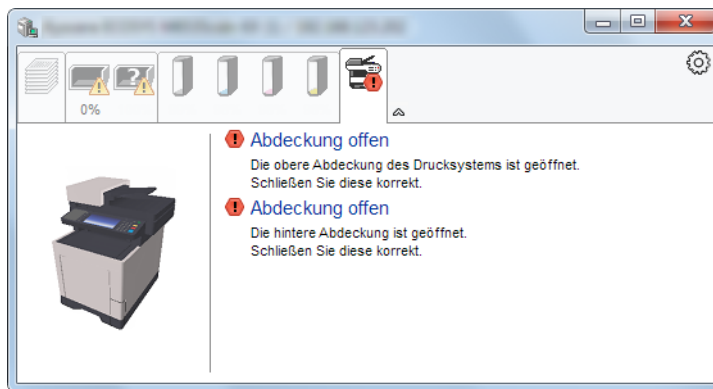 ?
0%
Abdeckung offen
Die obere Abdeckung des Drucksystems ist geöffnet.
Schließen Sie diese korrekt.
Abdeckung offen
Die hintere Abdeckung ist geöffnet.
Schließen Sie diese korrekt.